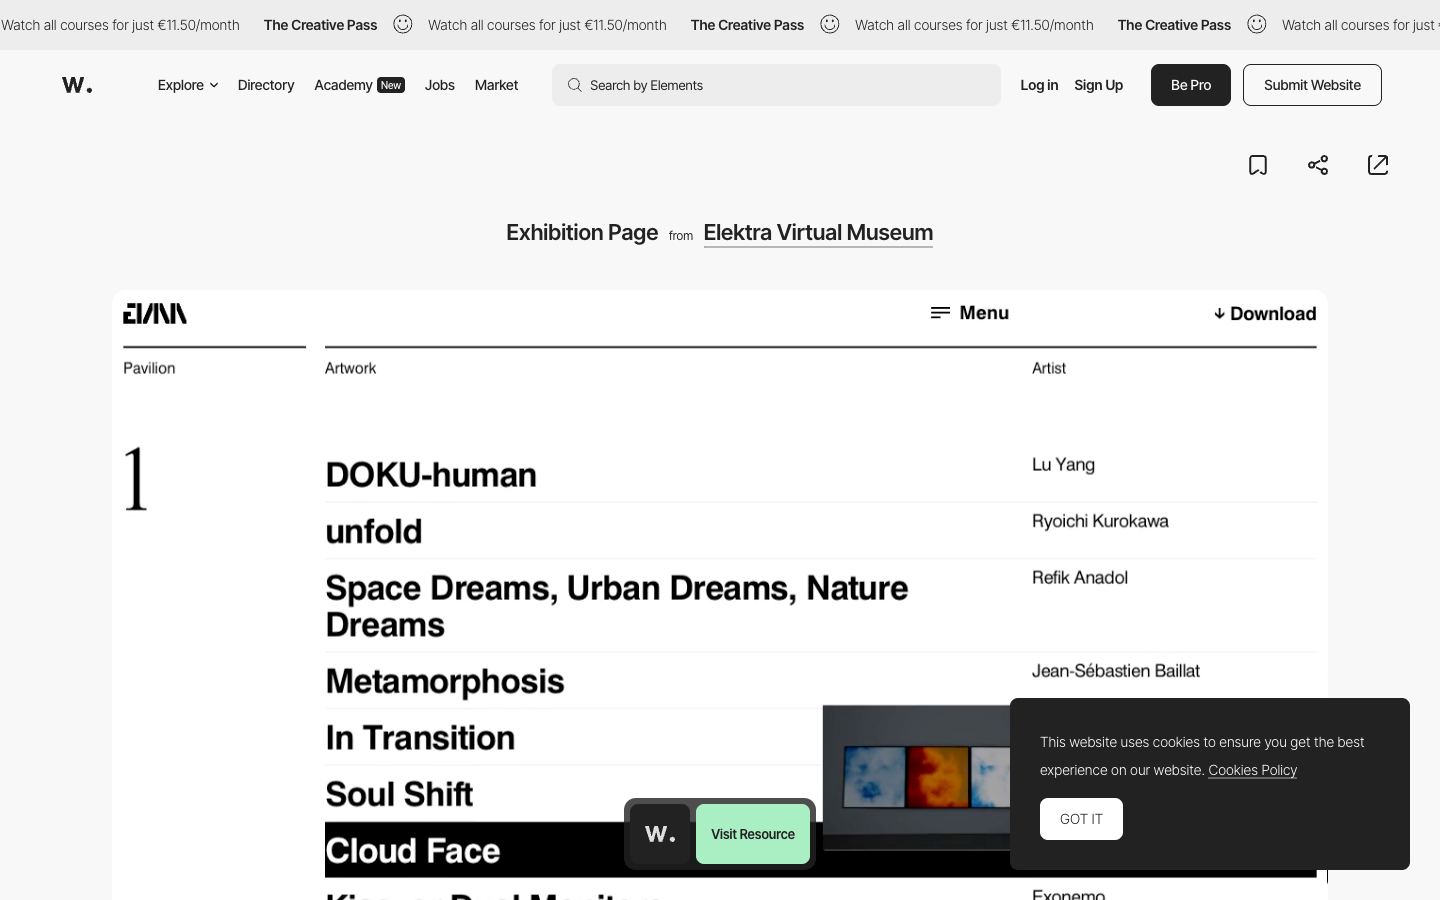 Watch all courses for just €11.50/month The Creative Pass Watch all courses for just €11.50/month The Creative Pass Watch all courses for just €11.50/month The Creative Pass Watch all courses for just
W. Explore Directory Academy New Jobs Market Search by Elements Log in Sign Up Be Pro Submit Website
Exhibition Page from Elektra Virtual Museum
Menu Download
Pavilion Artwork Artist
1
DOKU-human Lu Yang
unfold Ryoichi Kurokawa
Space Dreams, Urban Dreams, Nature Refik Anadol
Dreams
Metamorphosis Jean-Sébastien Baillat
In Transition
Soul Shift
Cloud Face
Exonemo
This website uses cookies to ensure you get the best
experience on our website. Cookies Policy
GOT IT
W. Visit Resource